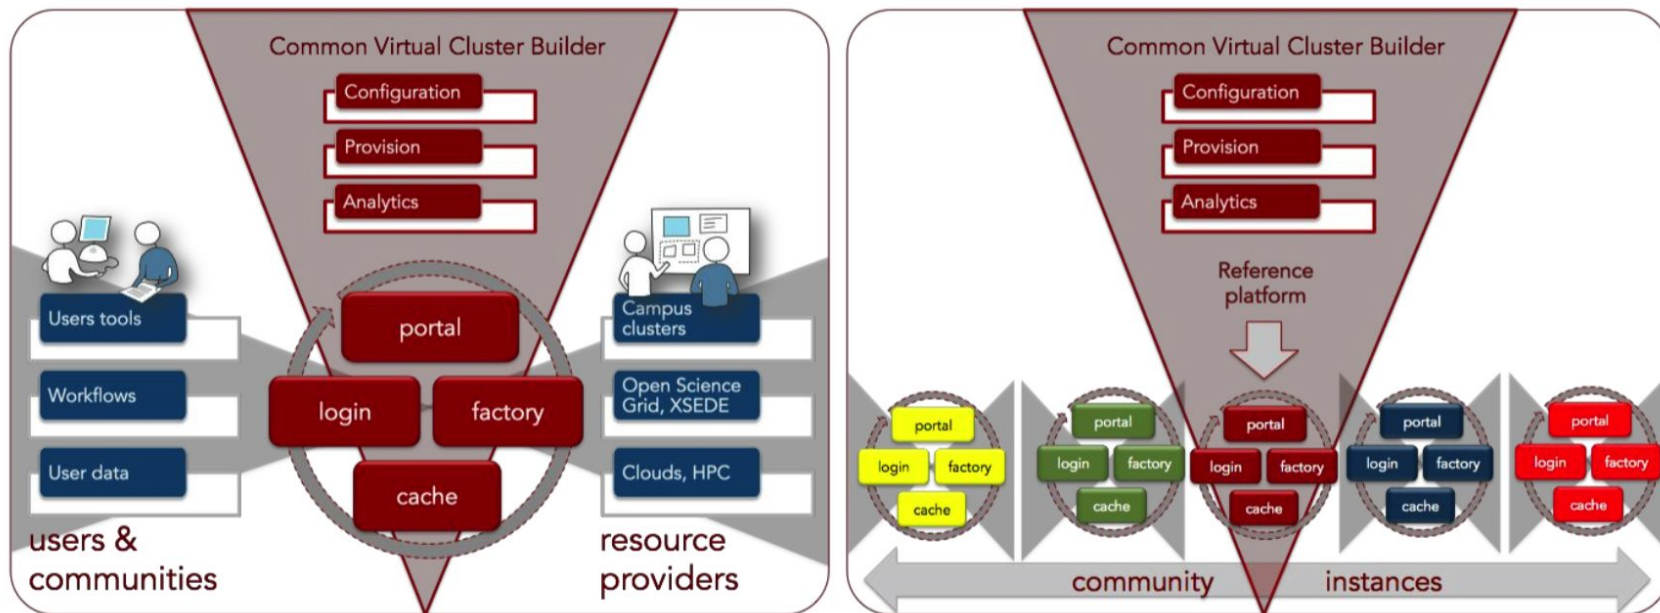 Common Virtual Cluster Builder
Configuration
Provision
Analytics
Users tools
Workflows
User data
users &
communities
portal
login
factory
cache
Campus
clusters
Open Science
Grid, XSEDE
Clouds, HPC
resource
providers
Common Virtual Cluster Builder
Configuration
Provision
Analytics
Reference
platform
portal
login
factory
cache
portal
login
factory
cache
portal
login
factory
cache
portal
login
factory
cache
portal
login
factory
cache
community instances